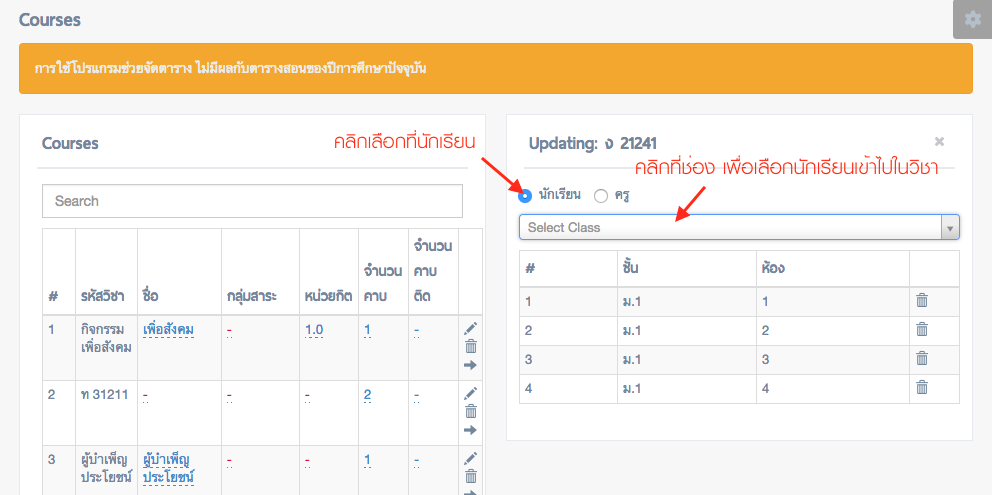 Courses
การใช้โปรแกรมช่วยจัดตาราง ไม่มีผลกับตารางสอนของปีการศึกษาปัจจุบัน
Courses
คลิกเลือกที่นักเรียน
Search
# รหัสวิชา ชื่อ กลุ่มสาระ หน่วยกิต จำนวน คาบ จำนวน คาบ ติด
1 กิจกรรม เพื่อสังคม เพื่อสังคม - 1.0 1 -
2 ท 31211 - - - 2 -
3 ผู้บำเพ็ญ ประโยชน์ ผู้บำเพ็ญ ประโยชน์ - - 1 -
Updating: ง 21241
คลิกที่ช่อง เพื่อเลือกนักเรียนเข้าไปในวิชา
นักเรียน ครู
Select Class
# ชั้น ห้อง
1 ม.1 1
2 ม.1 2
3 ม.1 3
4 ม.1 4